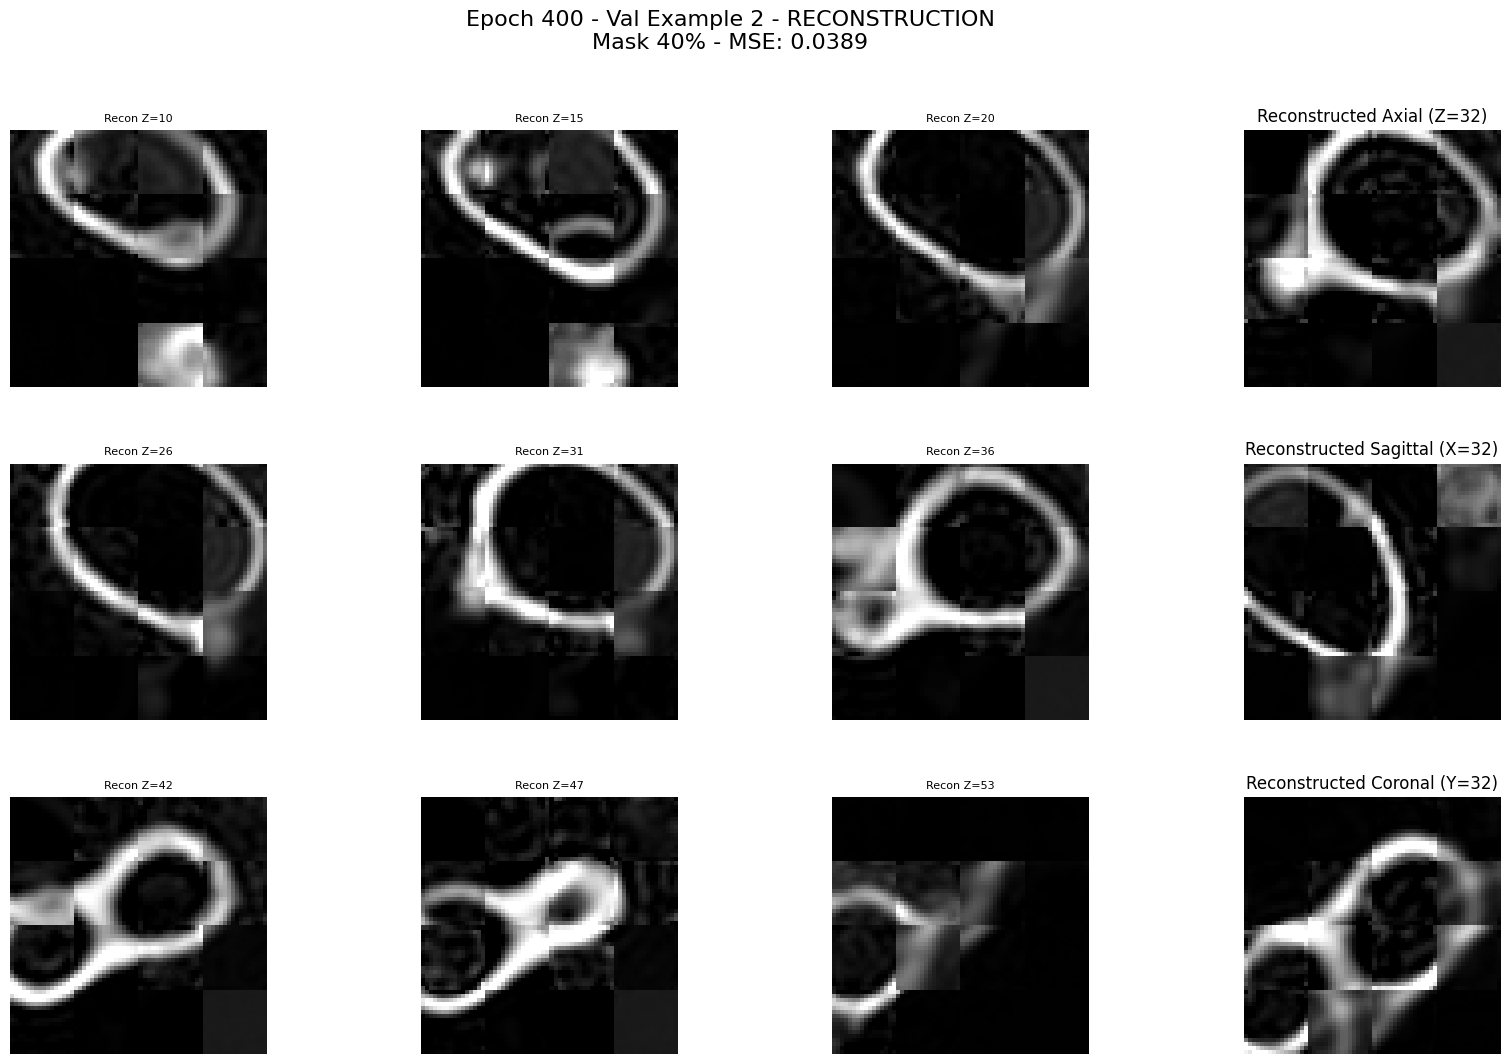 Epoch 400 - Val Example 2 - RECONSTRUCTION
Mask 40% - MSE: 0.0389
Recon Z=10
Recon Z=15
Recon Z=20
Reconstructed Axial (Z=32)
Recon Z=26
Recon Z=31
Recon Z=36
Reconstructed Sagittal (X=32)
Recon Z=42
Recon Z=47
Recon Z=53
Reconstructed Coronal (Y=32)